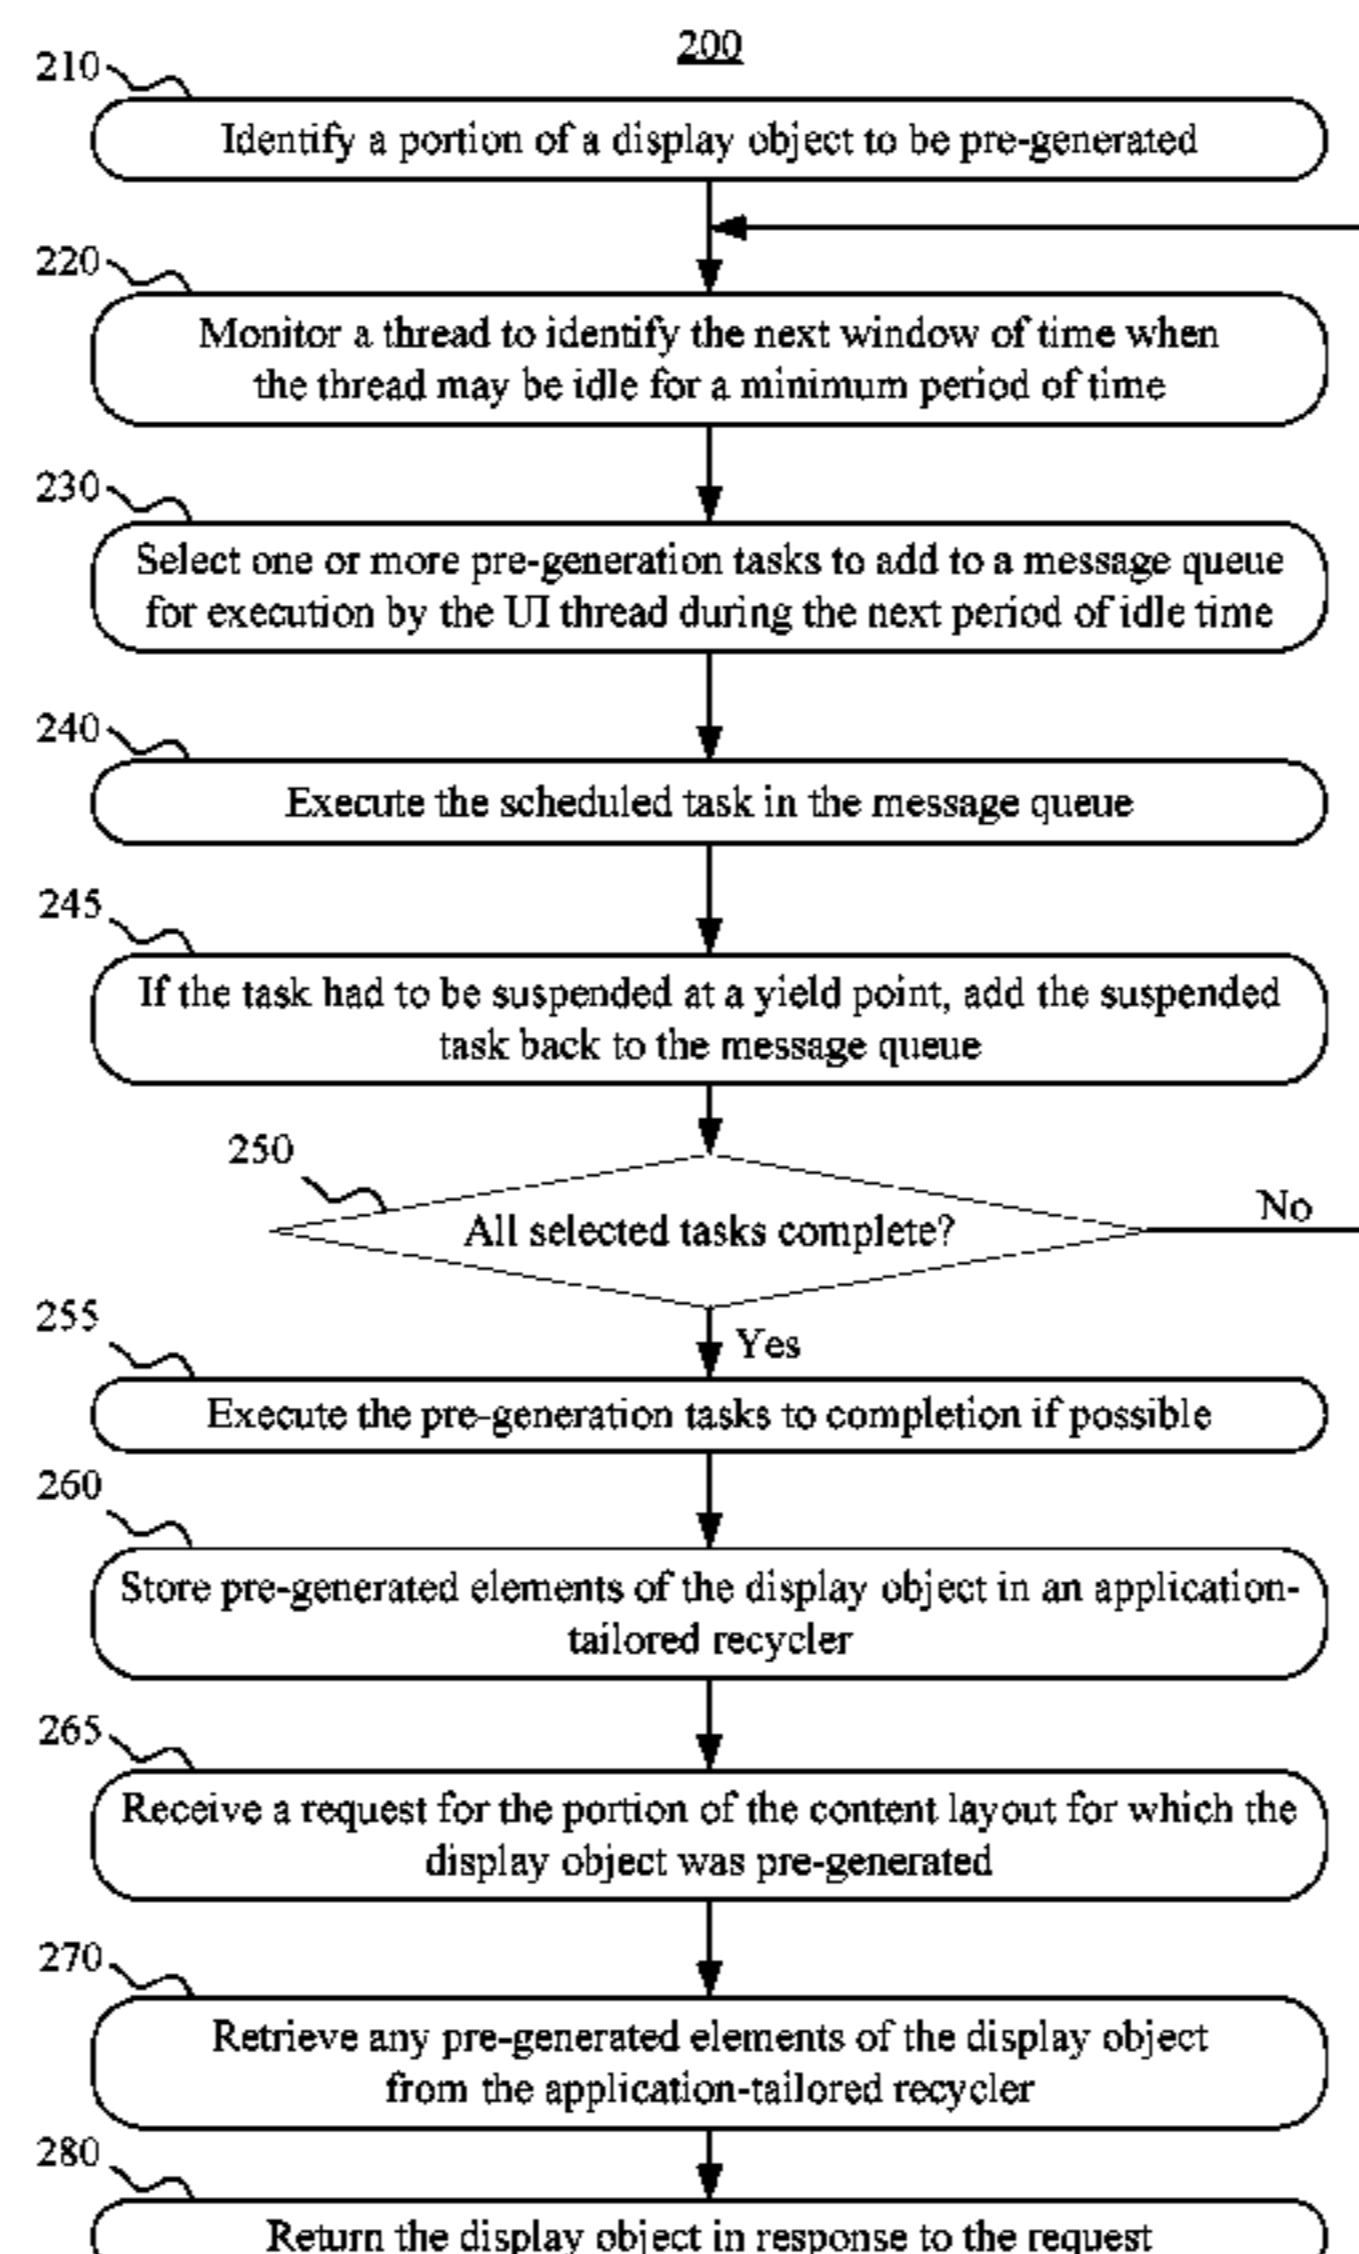 200
210
Identify a portion of a display object to be pre-generated
220
Monitor a thread to identify the next window of time when
the thread may be idle for a minimum period of time
230
Select one or more pre-generation tasks to add to a message queue
for execution by the UI thread during the next period of idle time
240
Execute the scheduled task in the message queue
245
If the task had to be suspended at a yield point, add the suspended
task back to the message queue
250
All selected tasks complete?
No
Yes
255
Execute the pre-generation tasks to completion if possible
260
Store pre-generated elements of the display object in an application-
tailored recycler
265
Receive a request for the portion of the content layout for which the
display object was pre-generated
270
Retrieve any pre-generated elements of the display object
from the application-tailored recycler
280
Return the display object in response to the request